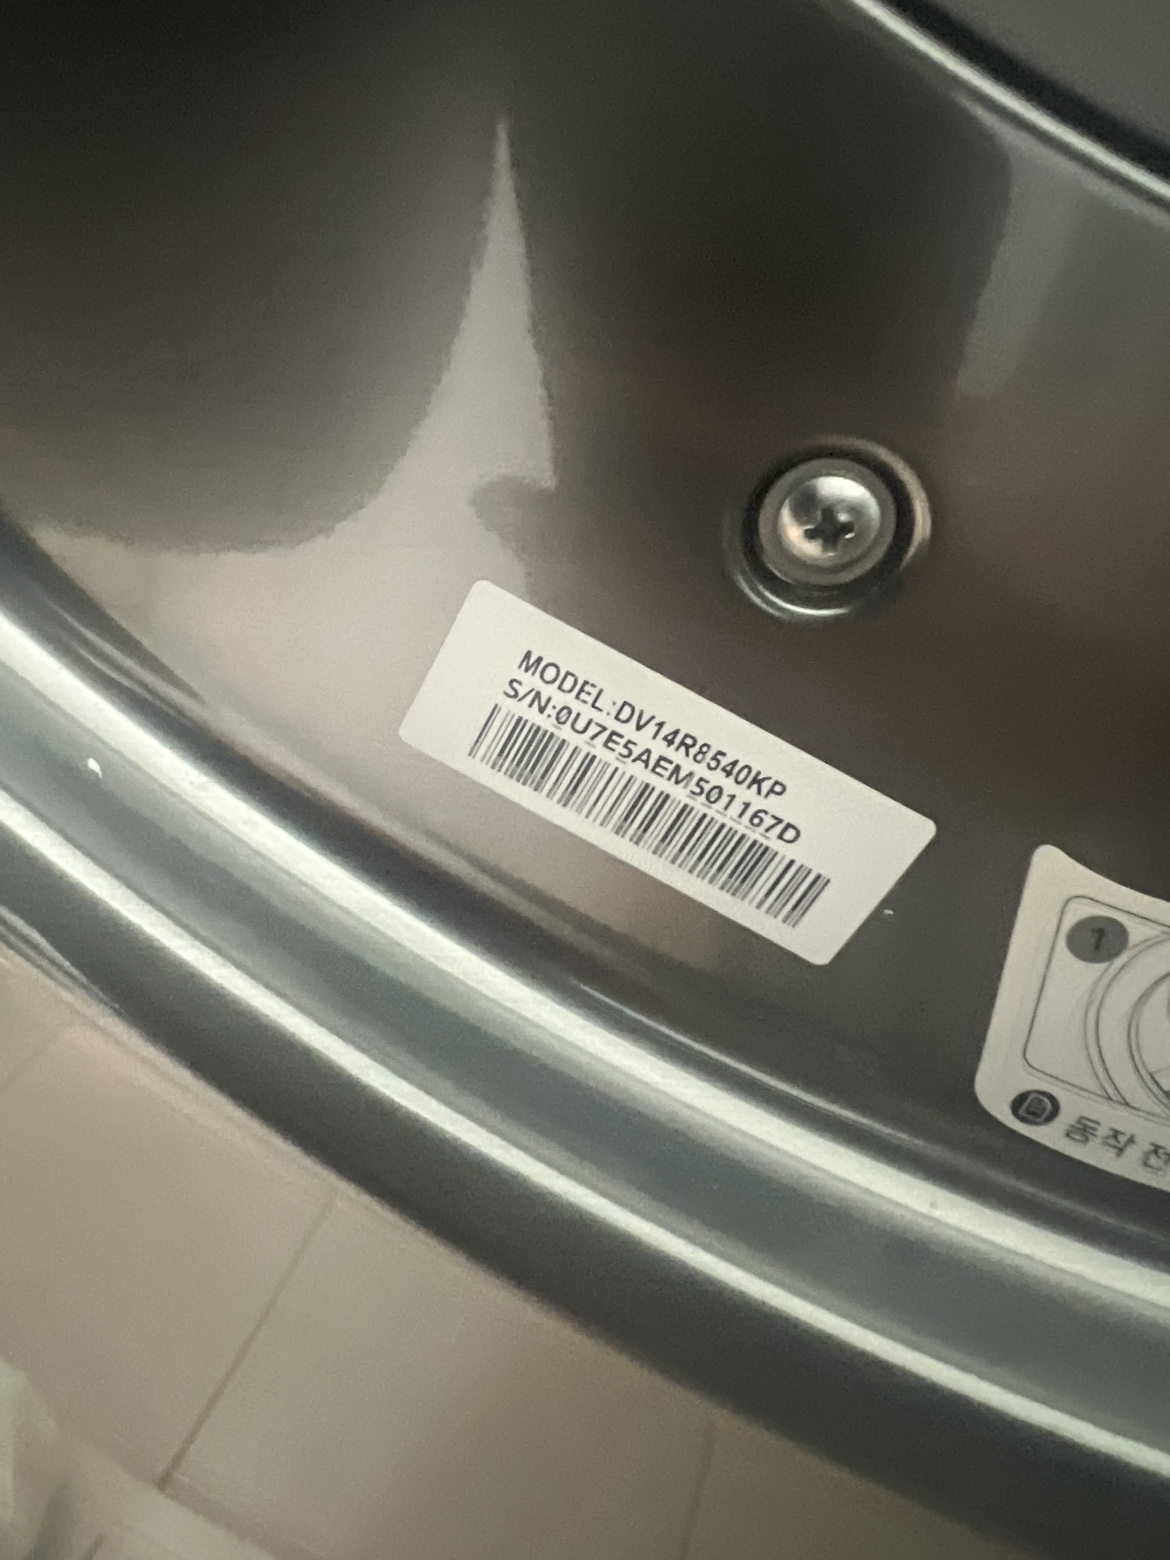 MODEL:DV14R8540KP
S/N:0U7E5AEM501167D
1
동작 전